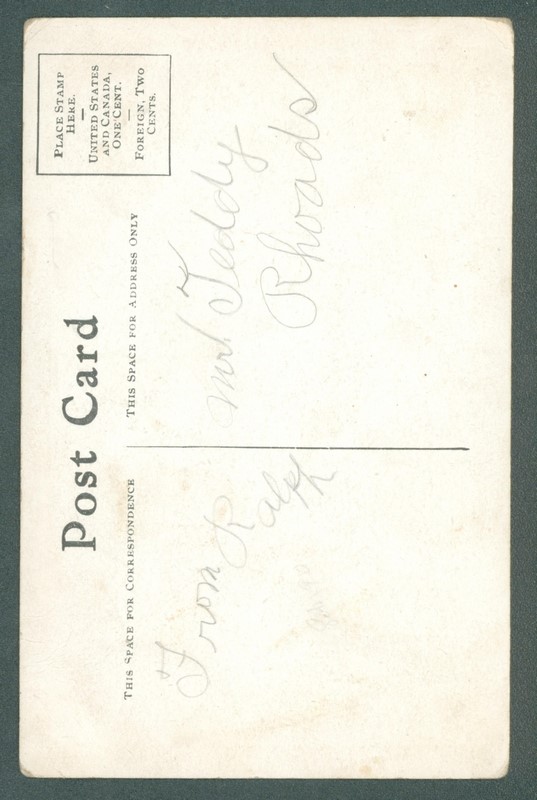 Post Card
THIS SPACE FOR CORRESPONDENCE
THIS SPACE FOR ADDRESS ONLY
PLACE STAMP
HERE.
—
UNITED STATES
AND CANADA,
ONE CENT.
—
FOREIGN, TWO
CENTS.
From Ralph
Mr Teddy
Rhoads